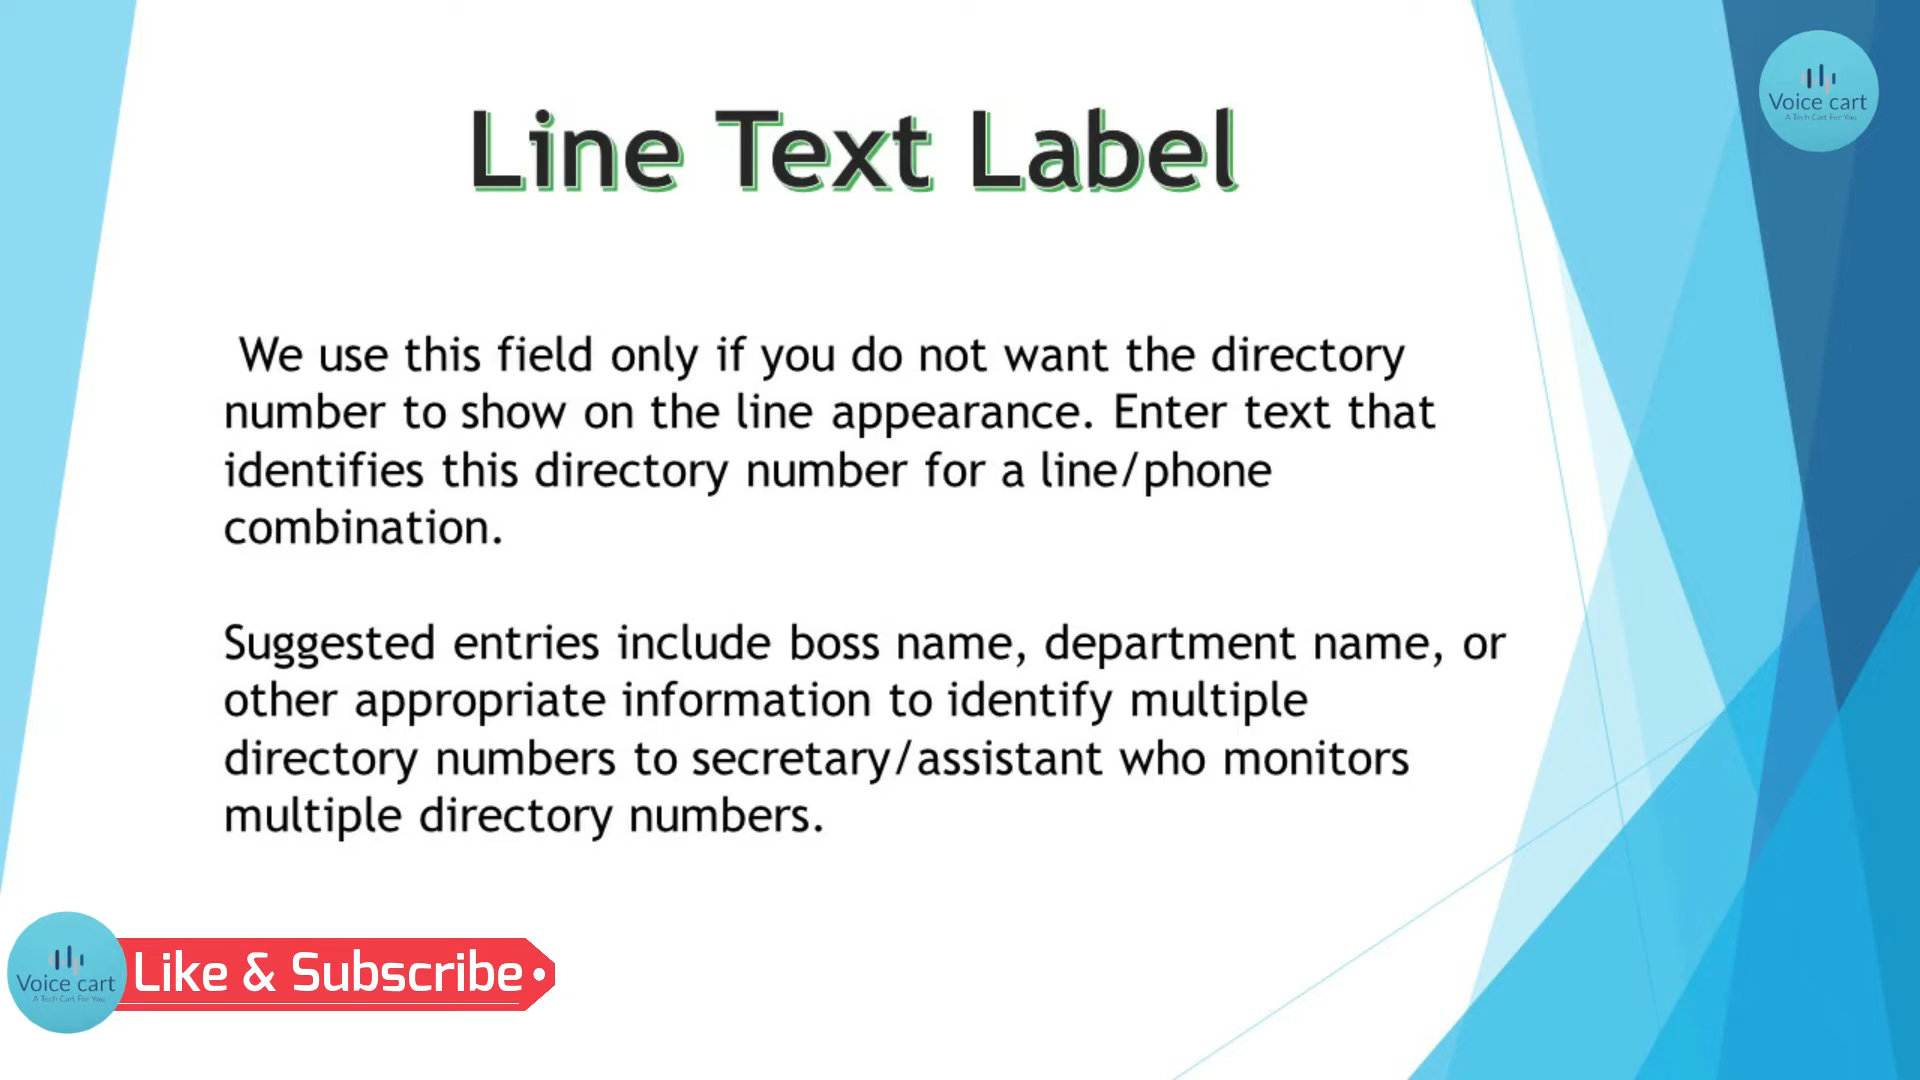 Voice cart
A Tech Cart For You
Line Text Label
We use this field only if you do not want the directory
number to show on the line appearance. Enter text that
identifies this directory number for a line/phone
combination.
Suggested entries include boss name, department name, or
other appropriate information to identify multiple
directory numbers to secretary/assistant who monitors
multiple directory numbers.
Voice cart
A Tech Cart For You
Like & Subscribe